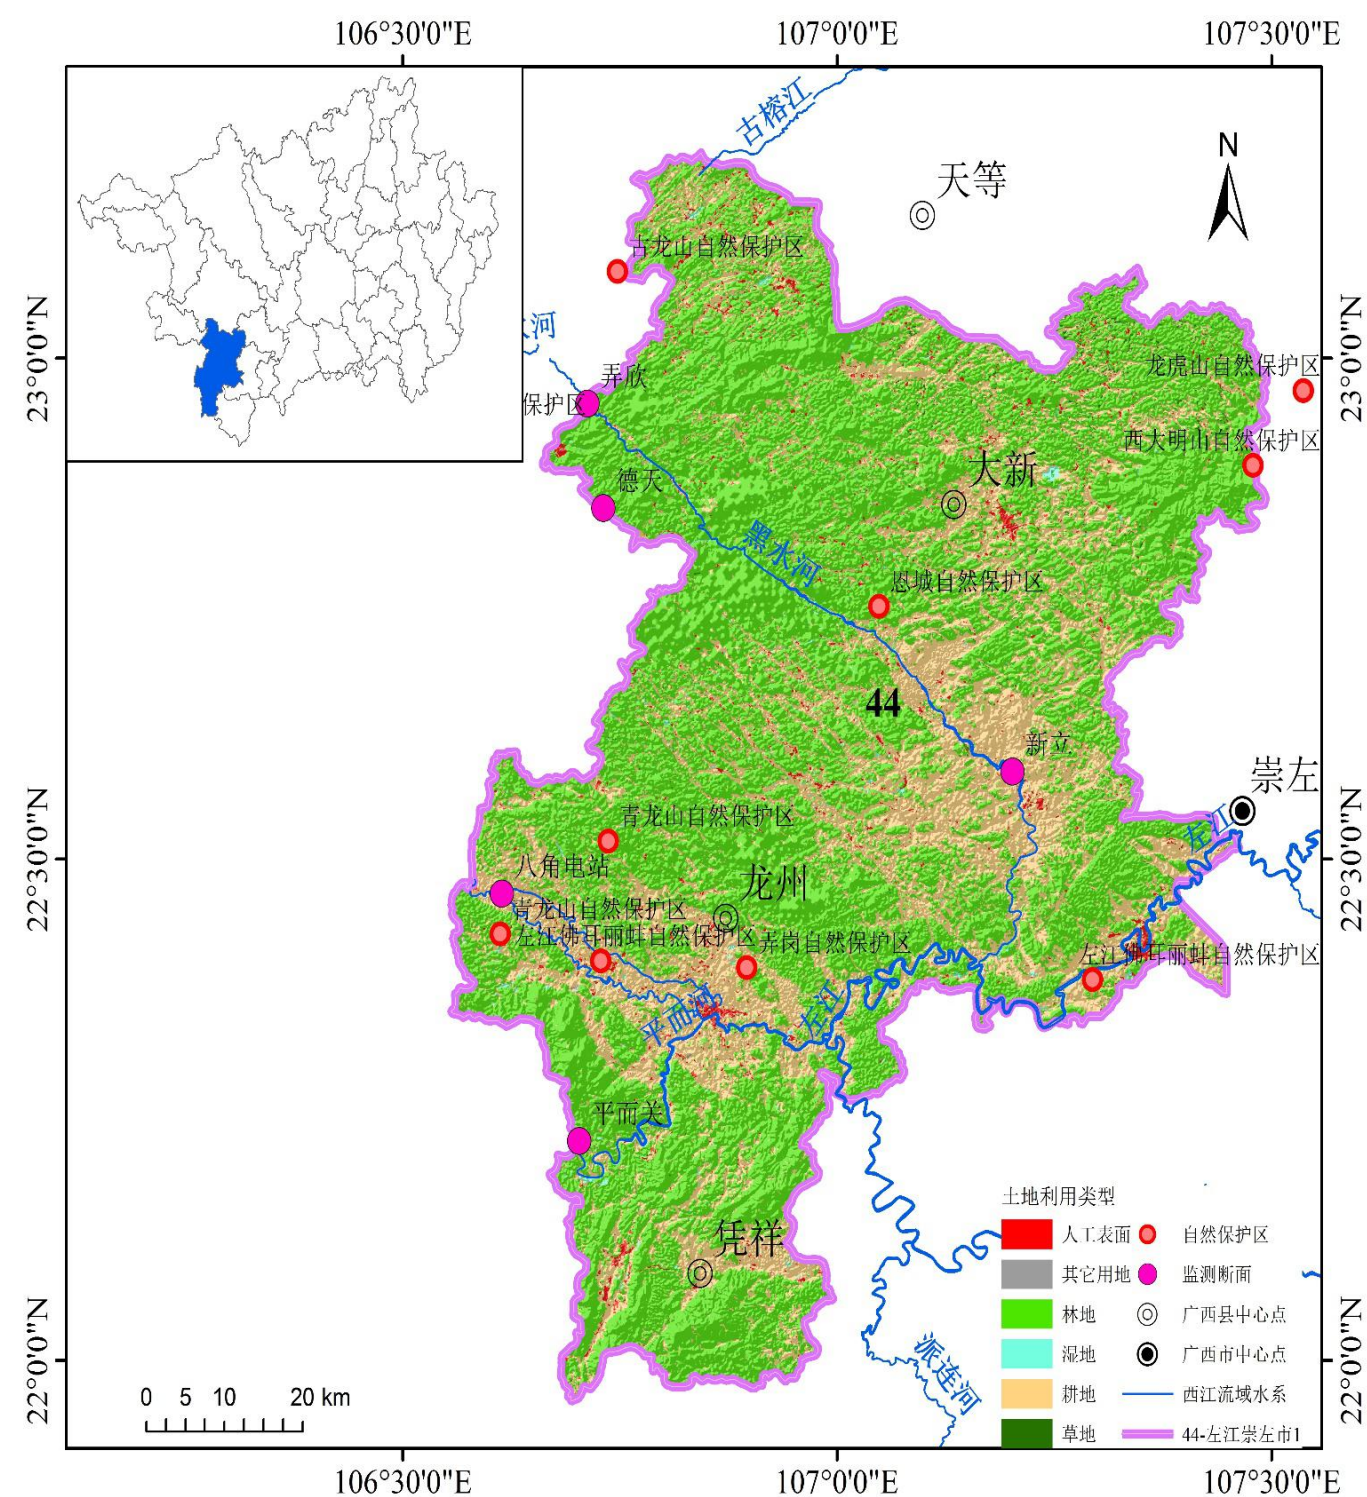 106°30'0"E
107°0'0"E
107°30'0"E
古榕江
N
天等
古龙山自然保护区
23°0'0"N
23°0'0"N
水河
弄欣
保护区
龙虎山自然保护区
西大明山自然保护区
大新
德天
黑水河
恩城自然保护区
44
新立
崇左
左江
22°30'0"N
22°30'0"N
青龙山自然保护区
八角电站
龙州
青龙山自然保护区
左江佛耳丽蚌自然保护区
弄岗自然保护区
左江佛耳丽蚌自然保护区
平而河
左江
平而关
凭祥
土地利用类型
人工表面
自然保护区
其它用地
监测断面
林地
广西县中心点
湿地
广西市中心点
耕地
西江流域水系
草地
44-左江崇左市1
派连河
22°0'0"N
22°0'0"N
0 5 10 20 km
106°30'0"E
107°0'0"E
107°30'0"E